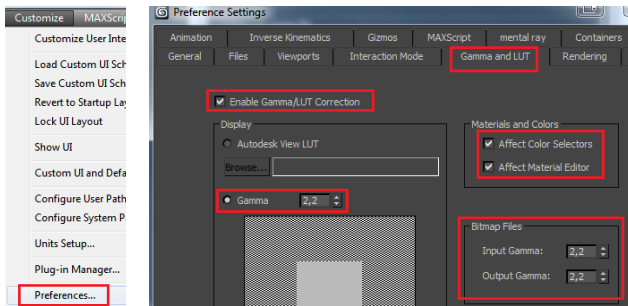 Customize MAXScrip
Customize User Inte
Load Custom UI Sch
Save Custom UI Sch
Revert to Startup Lay
Lock UI Layout
Show UI
Custom UI and Defa
Configure User Path
Configure System P
Units Setup...
Plug-in Manager...
Preferences...
Preference Settings
Animation Inverse Kinematics Gizmos MAXScript mental ray Containers
General Files Viewports Interaction Mode Gamma and LUT Rendering
Enable Gamma/LUT Correction
Display
Autodesk View LUT
Browse...
Gamma 2,2
Materials and Colors
Affect Color Selectors
Affect Material Editor
Bitmap Files
Input Gamma: 2,2
Output Gamma: 2,2